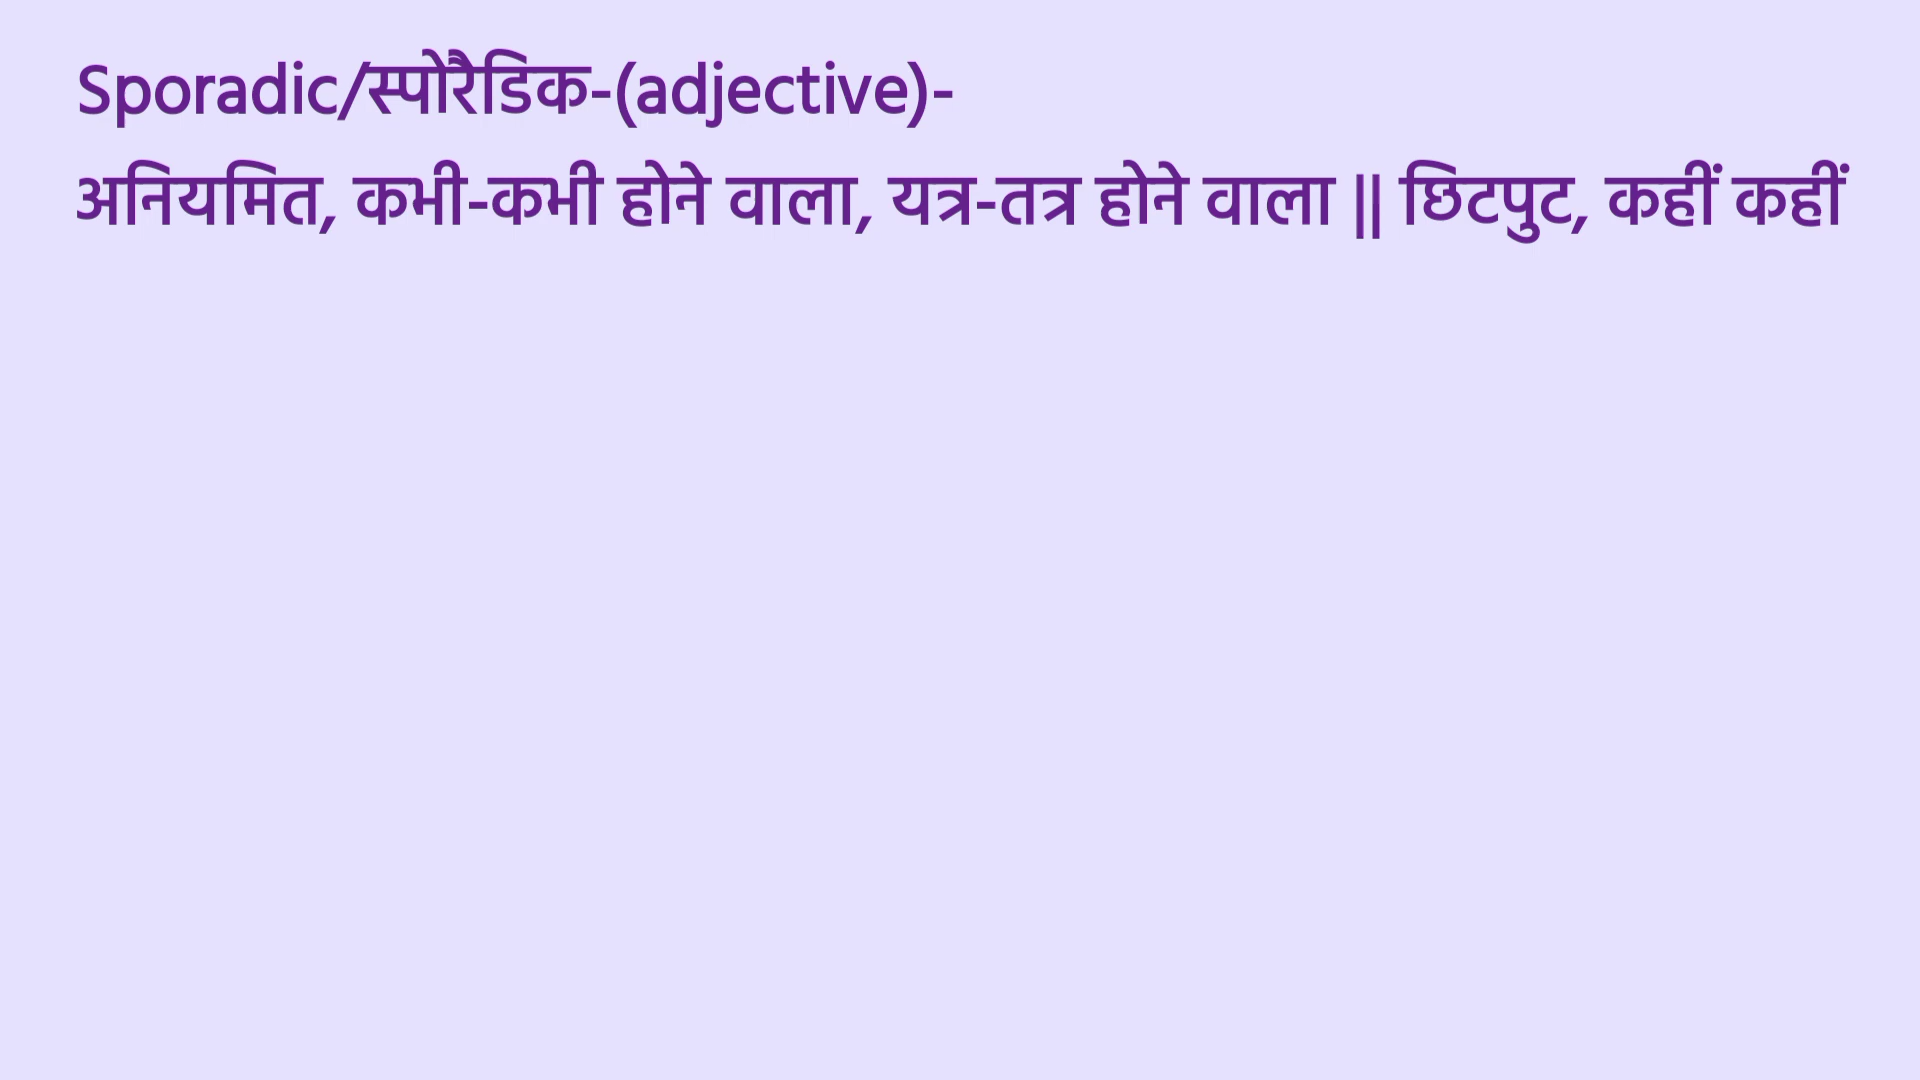 Sporadic/स्पोरैडिक-(adjective)-
अनियमित, कभी-कभी होने वाला, यत्र-तत्र होने वाला || छिटपुट, कहीं कहीं